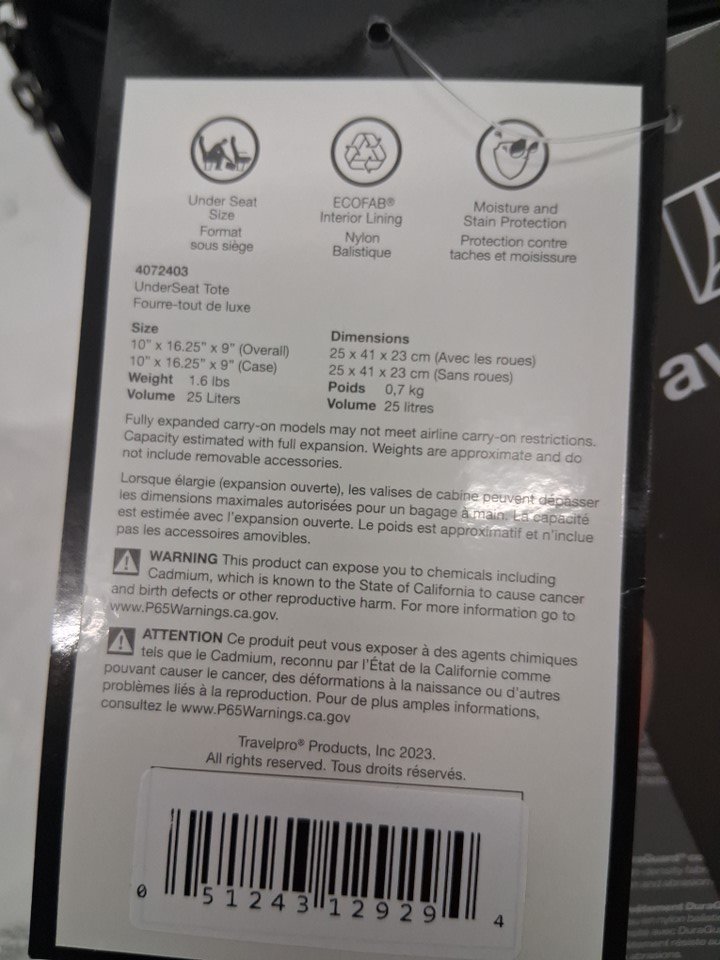 Under Seat
Size
Format
sous siège
ECOFAB®
Interior Lining
Nylon
Balistique
Moisture and
Stain Protection
Protection contre
taches et moisissure
4072403
UnderSeat Tote
Fourre-tout de luxe
Size
10" x 16.25" x 9" (Overall)
10" x 16.25" x 9" (Case)
Weight 1.6 lbs
Volume 25 Liters
Dimensions
25 x 41 x 23 cm (Avec les roues)
25 x 41 x 23 cm (Sans roues)
Poids 0,7 kg
Volume 25 litres
Fully expanded carry-on models may not meet airline carry-on restrictions.
Capacity estimated with full expansion. Weights are approximate and do
not include removable accessories.
Lorsque élargie (expansion ouverte), les valises de cabine peuvent dépasser
les dimensions maximales autorisées pour un bagage à main. La capacité
est estimée avec l'expansion ouverte. Le poids est approximatif et n'inclue
pas les accessoires amovibles.
WARNING This product can expose you to chemicals including
Cadmium, which is known to the State of California to cause cancer
and birth defects or other reproductive harm. For more information go to
www.P65Warnings.ca.gov.
ATTENTION Ce produit peut vous exposer à des agents chimiques
tels que le Cadmium, reconnu par l'État de la Californie comme
pouvant causer le cancer, des déformations à la naissance ou d'autres
problèmes liés à la reproduction. Pour de plus amples informations,
consultez le www.P65Warnings.ca.gov
Travelpro® Products, Inc 2023.
All rights reserved. Tous droits réservés.
0 51243 12929 4
av